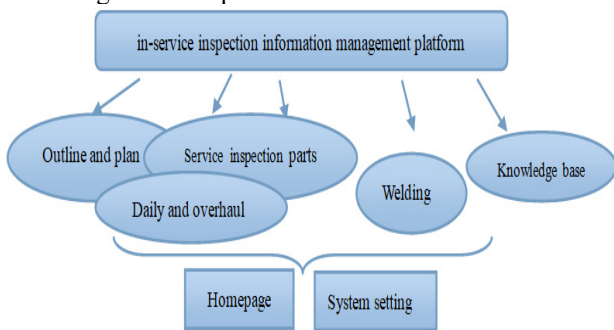 in-service inspection information management platform
Outline and plan
Service inspection parts
Daily and overhaul
Welding
Knowledge base
Homepage
System setting